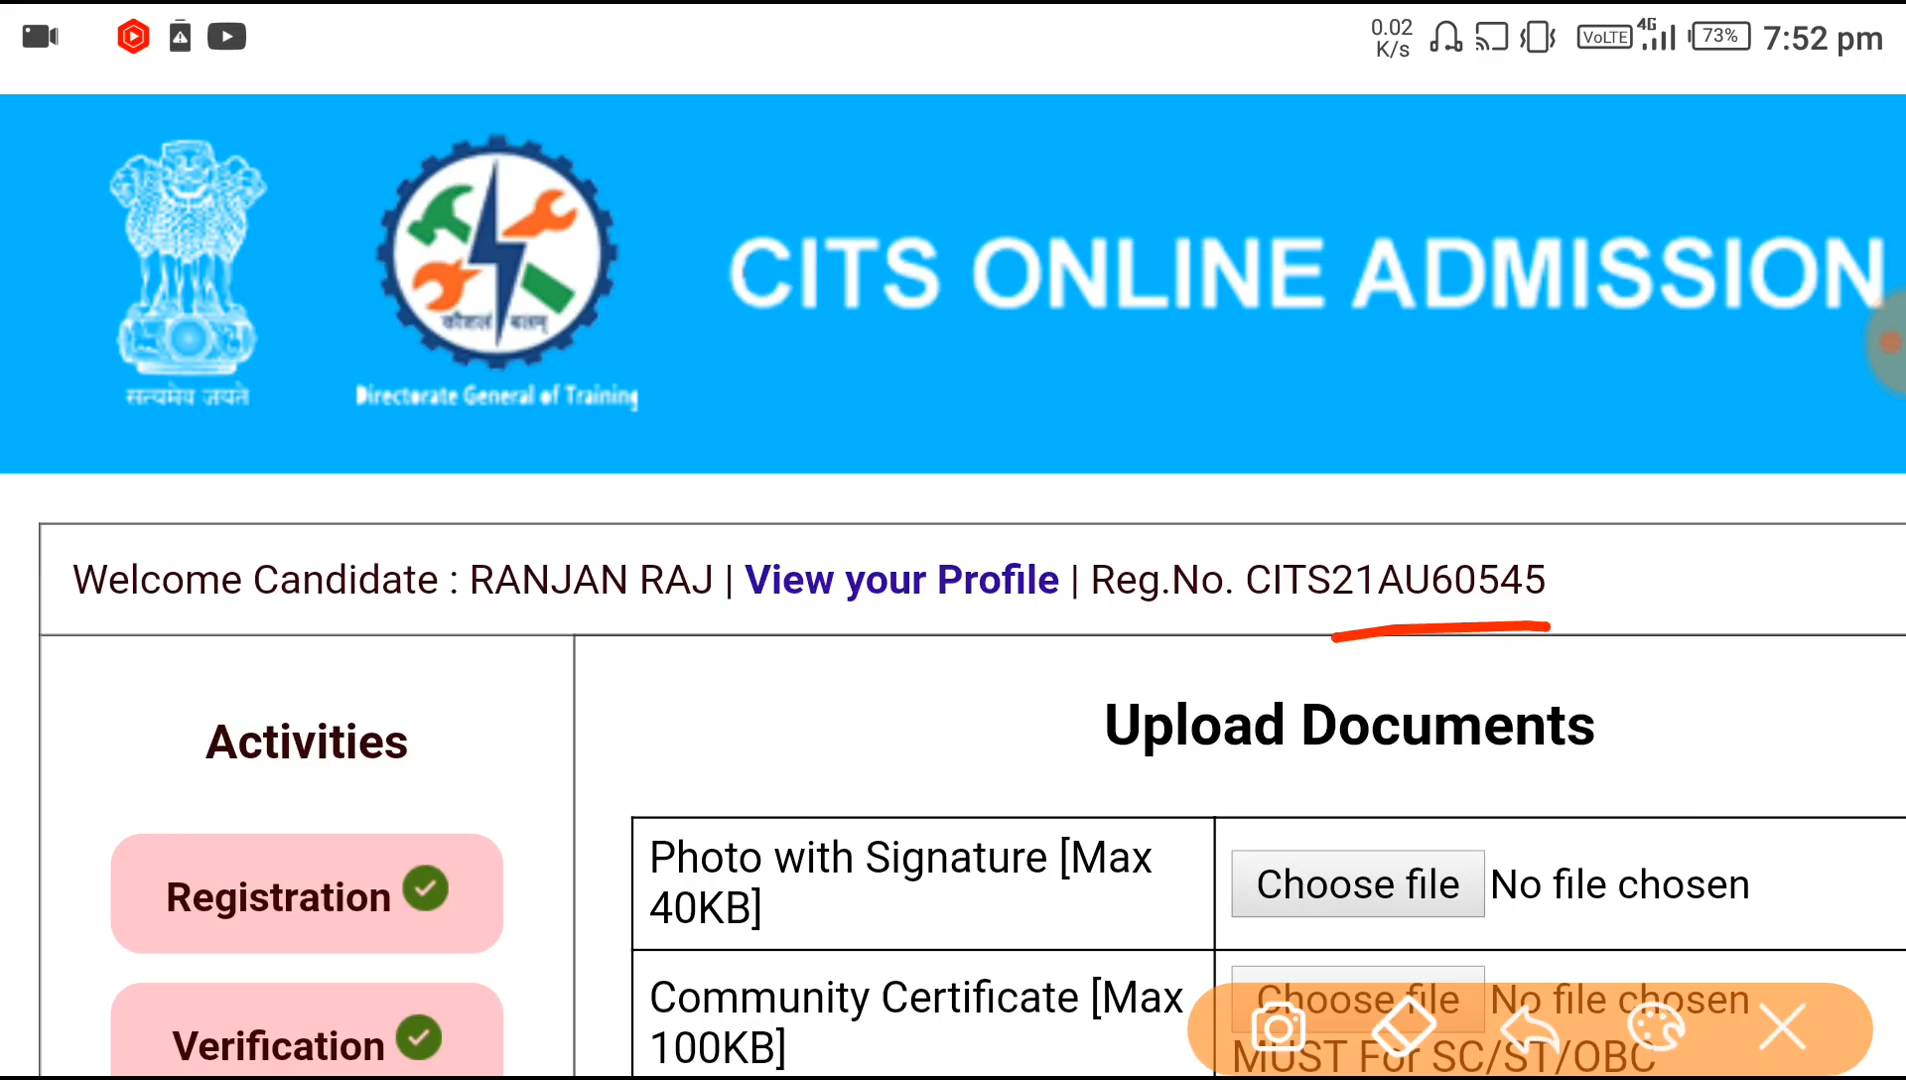 0.02
K/s
VoLTE
4G
73%
7:52 pm
सत्यमेव जयते
कौशलं बलम्
Directorate General of Training
CITS ONLINE ADMISSION
Welcome Candidate : RANJAN RAJ | View your Profile | Reg.No. CITS21AU60545
Activities
Registration
Verification
Upload Documents
Photo with Signature [Max
40KB]
Choose file No file chosen
Community Certificate [Max
100KB]
Choose file No file chosen
MUST For SC/ST/OBC